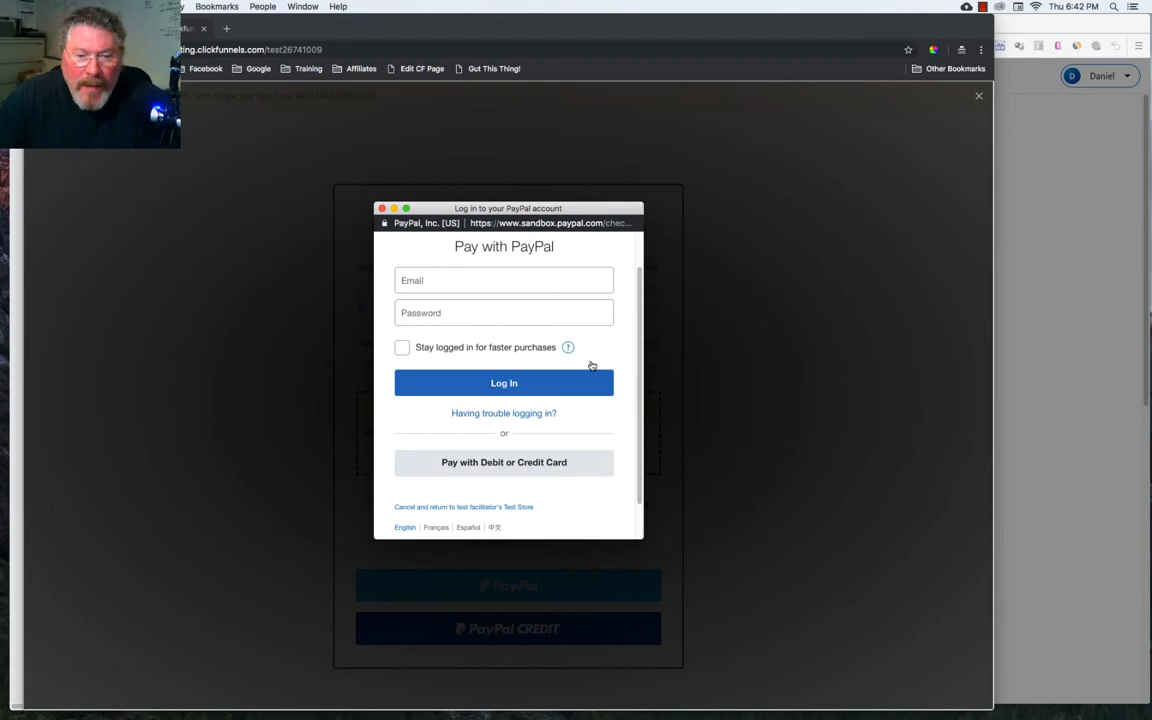 Bookmarks People Window Help
Thu 6:42 PM
ting.clickfunnels.com/test26741009
Facebook Google Training Affiliates Edit CF Page Gut This Thing! Other Bookmarks
D Daniel
Log in to your PayPal account
PayPal, Inc. [US] https://www.sandbox.paypal.com/chec...
Pay with PayPal
Email
Password
Stay logged in for faster purchases ?
Log In
Having trouble logging in?
or
Pay with Debit or Credit Card
Cancel and return to test facilitator's Test Store
English Français Español 中文
PayPal
PayPal CREDIT